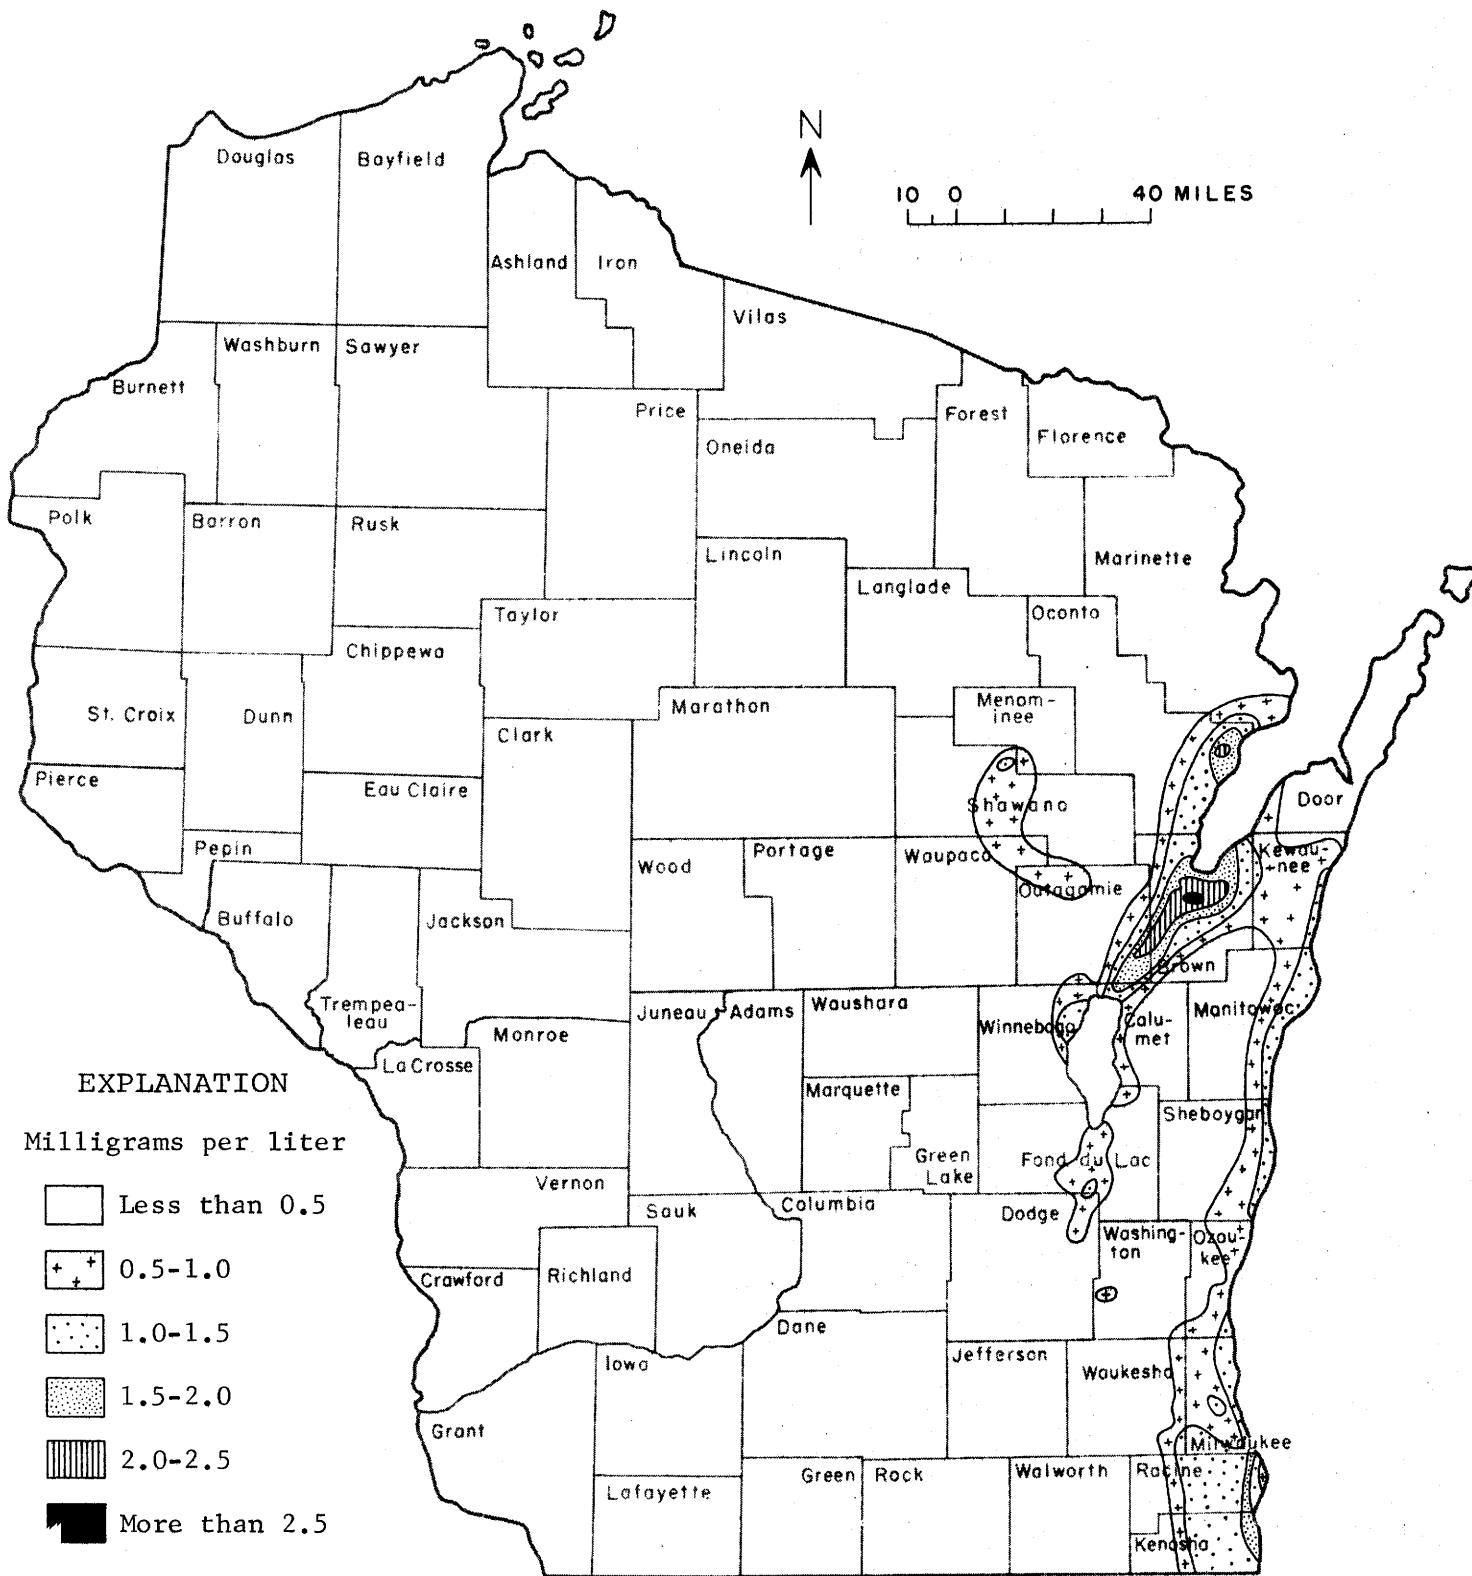 N
10 0 40 MILES
Douglas
Bayfield
Ashland
Iron
Vilas
Washburn
Sawyer
Burnett
Price
Forest
Florence
Oneida
Polk
Barron
Rusk
Lincoln
Marinette
Langlade
Taylor
Oconto
Chippewa
St. Croix
Dunn
Marathon
Menom-
inee
Clark
Pierce
Eau Claire
Shawano
Door
Pepin
Wood
Portage
Waupaca
Kewau-
nee
Outagamie
Buffalo
Jackson
Brown
Trempea-
leau
Juneau
Adams
Waushara
Winnebago
Calu-
met
Manitowoc
Monroe
La Crosse
Marquette
Green
Lake
Sheboygan
Fond du Lac
Vernon
Sauk
Columbia
Dodge
Washing-
ton
Ozau-
kee
Crawford
Richland
Dane
Iowa
Jefferson
Waukesha
Grant
Milwaukee
Lafayette
Green
Rock
Walworth
Racine
Kenosha
EXPLANATION
Milligrams per liter
Less than 0.5
0.5-1.0
1.0-1.5
1.5-2.0
2.0-2.5
More than 2.5